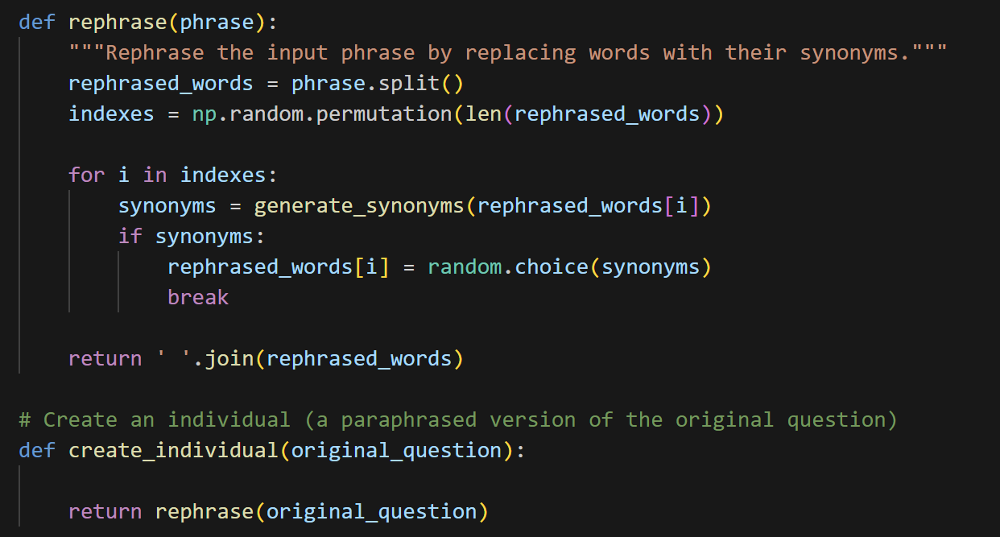 def rephrase(phrase):
    """Rephrase the input phrase by replacing words with their synonyms."""
    rephrased_words = phrase.split()
    indexes = np.random.permutation(len(rephrased_words))

    for i in indexes:
        synonyms = generate_synonyms(rephrased_words[i])
        if synonyms:
            rephrased_words[i] = random.choice(synonyms)
            break

    return ' '.join(rephrased_words)

# Create an individual (a paraphrased version of the original question)
def create_individual(original_question):

    return rephrase(original_question)